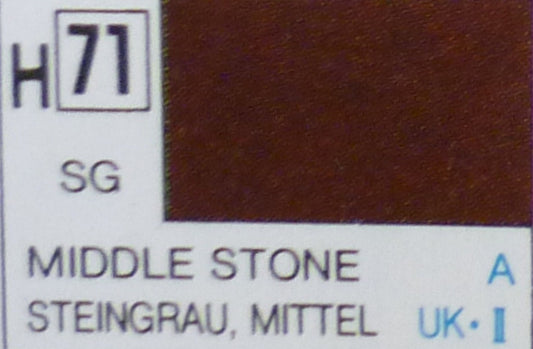 H 71
SG
MIDDLE STONE A
STEINGRAU, MITTEL UK・Ⅱ